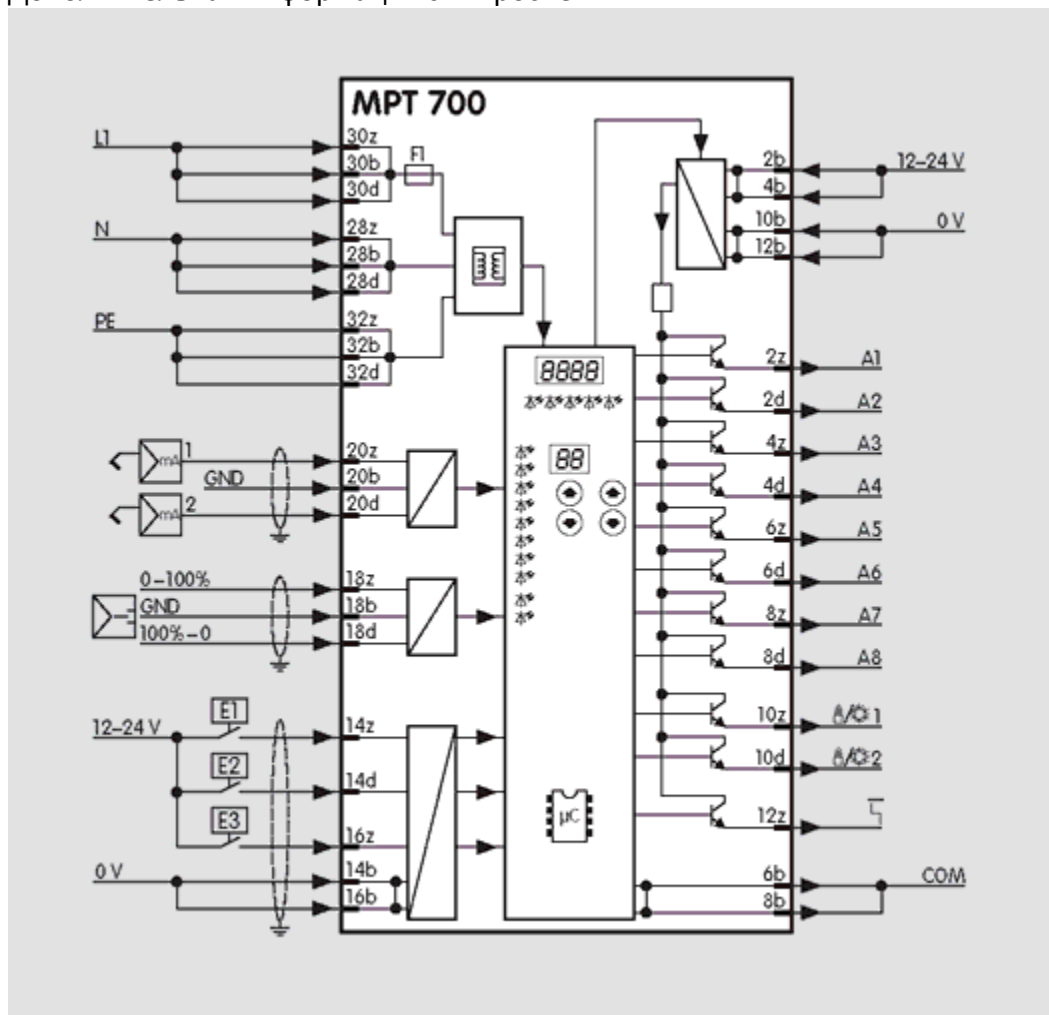 MPT 700
L1
30z
30b
30d
F1
N
28z
28b
28d
PE
32z
32b
32d
2b
4b
12–24 V
10b
12b
0 V
8888
88
mA
1
GND
mA
2
20z
20b
20d
0–100%
GND
100%–0
18z
18b
18d
12–24 V
E1
14z
E2
14d
E3
16z
0 V
14b
16b
µC
2z
A1
2d
A2
4z
A3
4d
A4
6z
A5
6d
A6
8z
A7
8d
A8
10z
1
10d
2
12z
6b
8b
COM